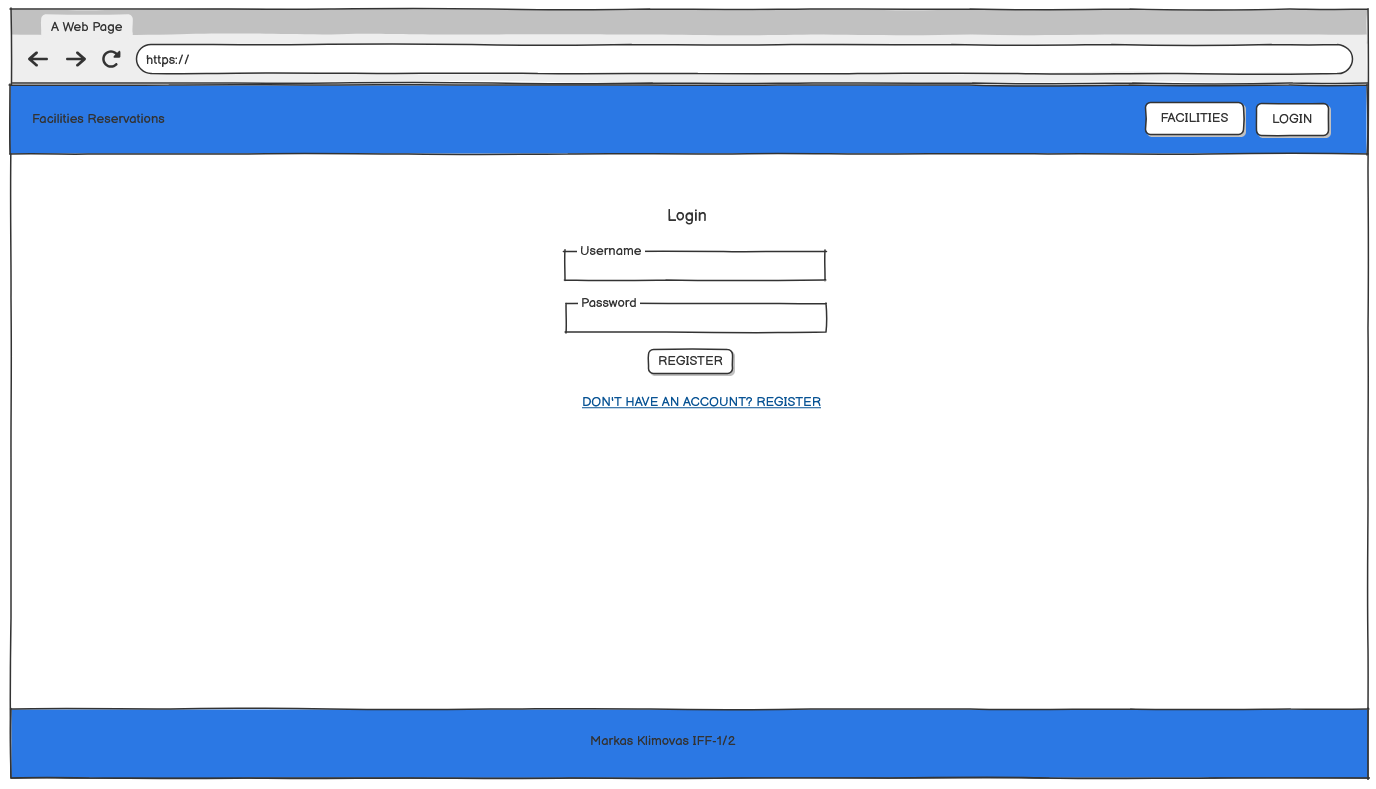 A Web Page
https://
Facilities Reservations
FACILITIES
LOGIN
Login
Username
Password
REGISTER
DON'T HAVE AN ACCOUNT? REGISTER
Markas Klimovas IFF-1/2